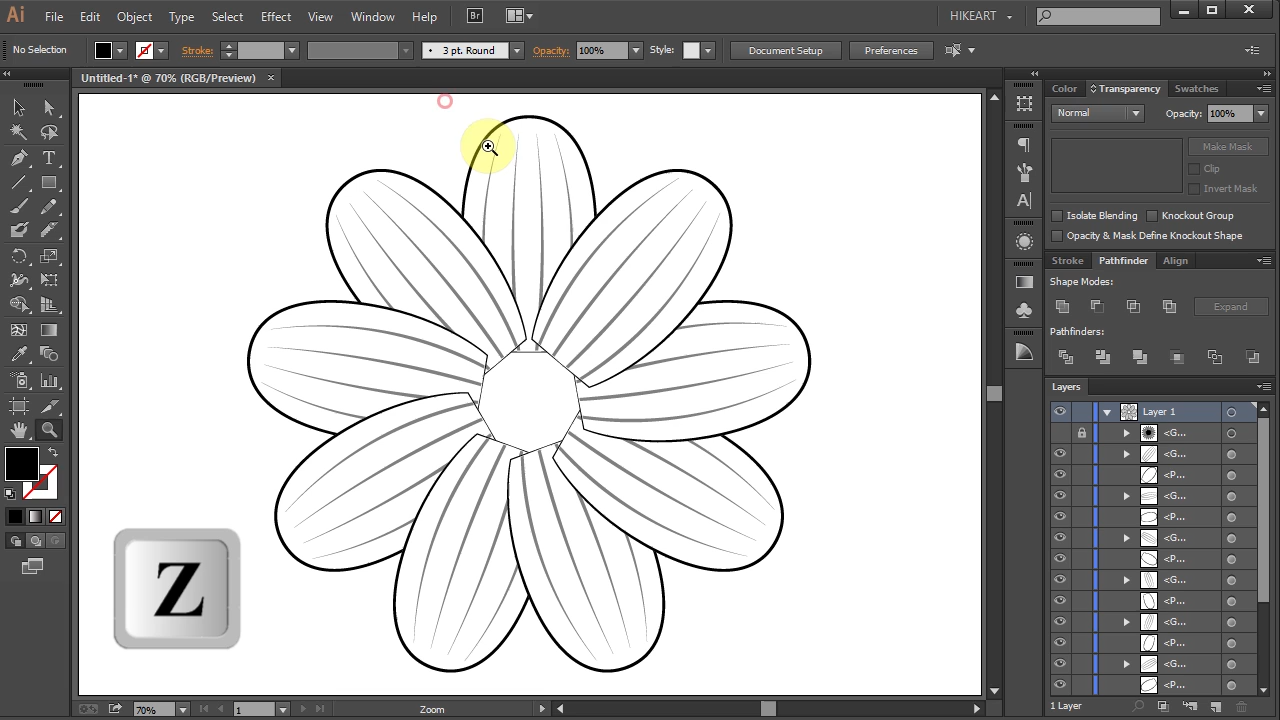 Ai File Edit Object Type Select Effect View Window Help Br HIKEART
No Selection Stroke: 3 pt. Round Opacity: 100% Style: Document Setup Preferences
Untitled-1* @ 70% (RGB/Preview) ×
Color Transparency Swatches
Normal Opacity: 100%
Make Mask
Clip
Invert Mask
Isolate Blending Knockout Group
Opacity & Mask Define Knockout Shape
Stroke Pathfinder Align
Shape Modes:
Expand
Pathfinders:
Layers
Layer 1
<G...
<G...
<P...
<G...
<P...
<G...
<P...
<G...
<P...
<G...
<P...
<G...
<P...
1 Layer
Z
70% 1 Zoom